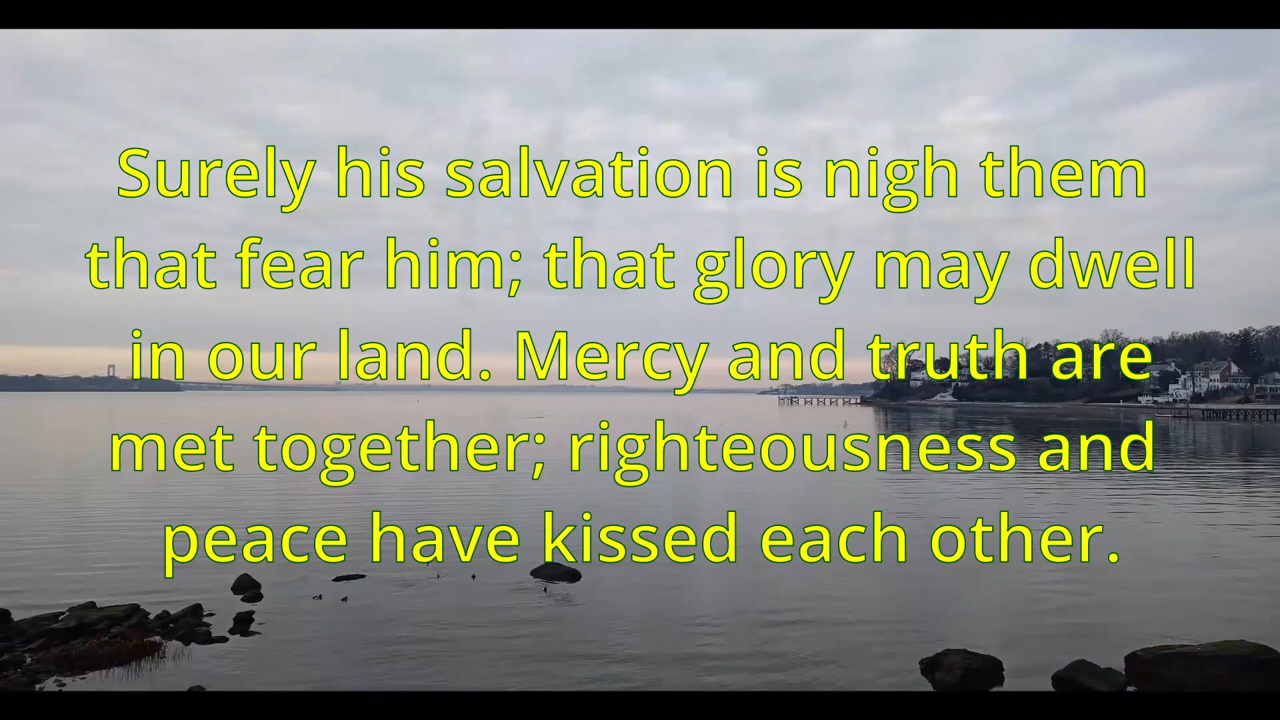 Surely his salvation is nigh them
that fear him; that glory may dwell
in our land. Mercy and truth are
met together; righteousness and
peace have kissed each other.